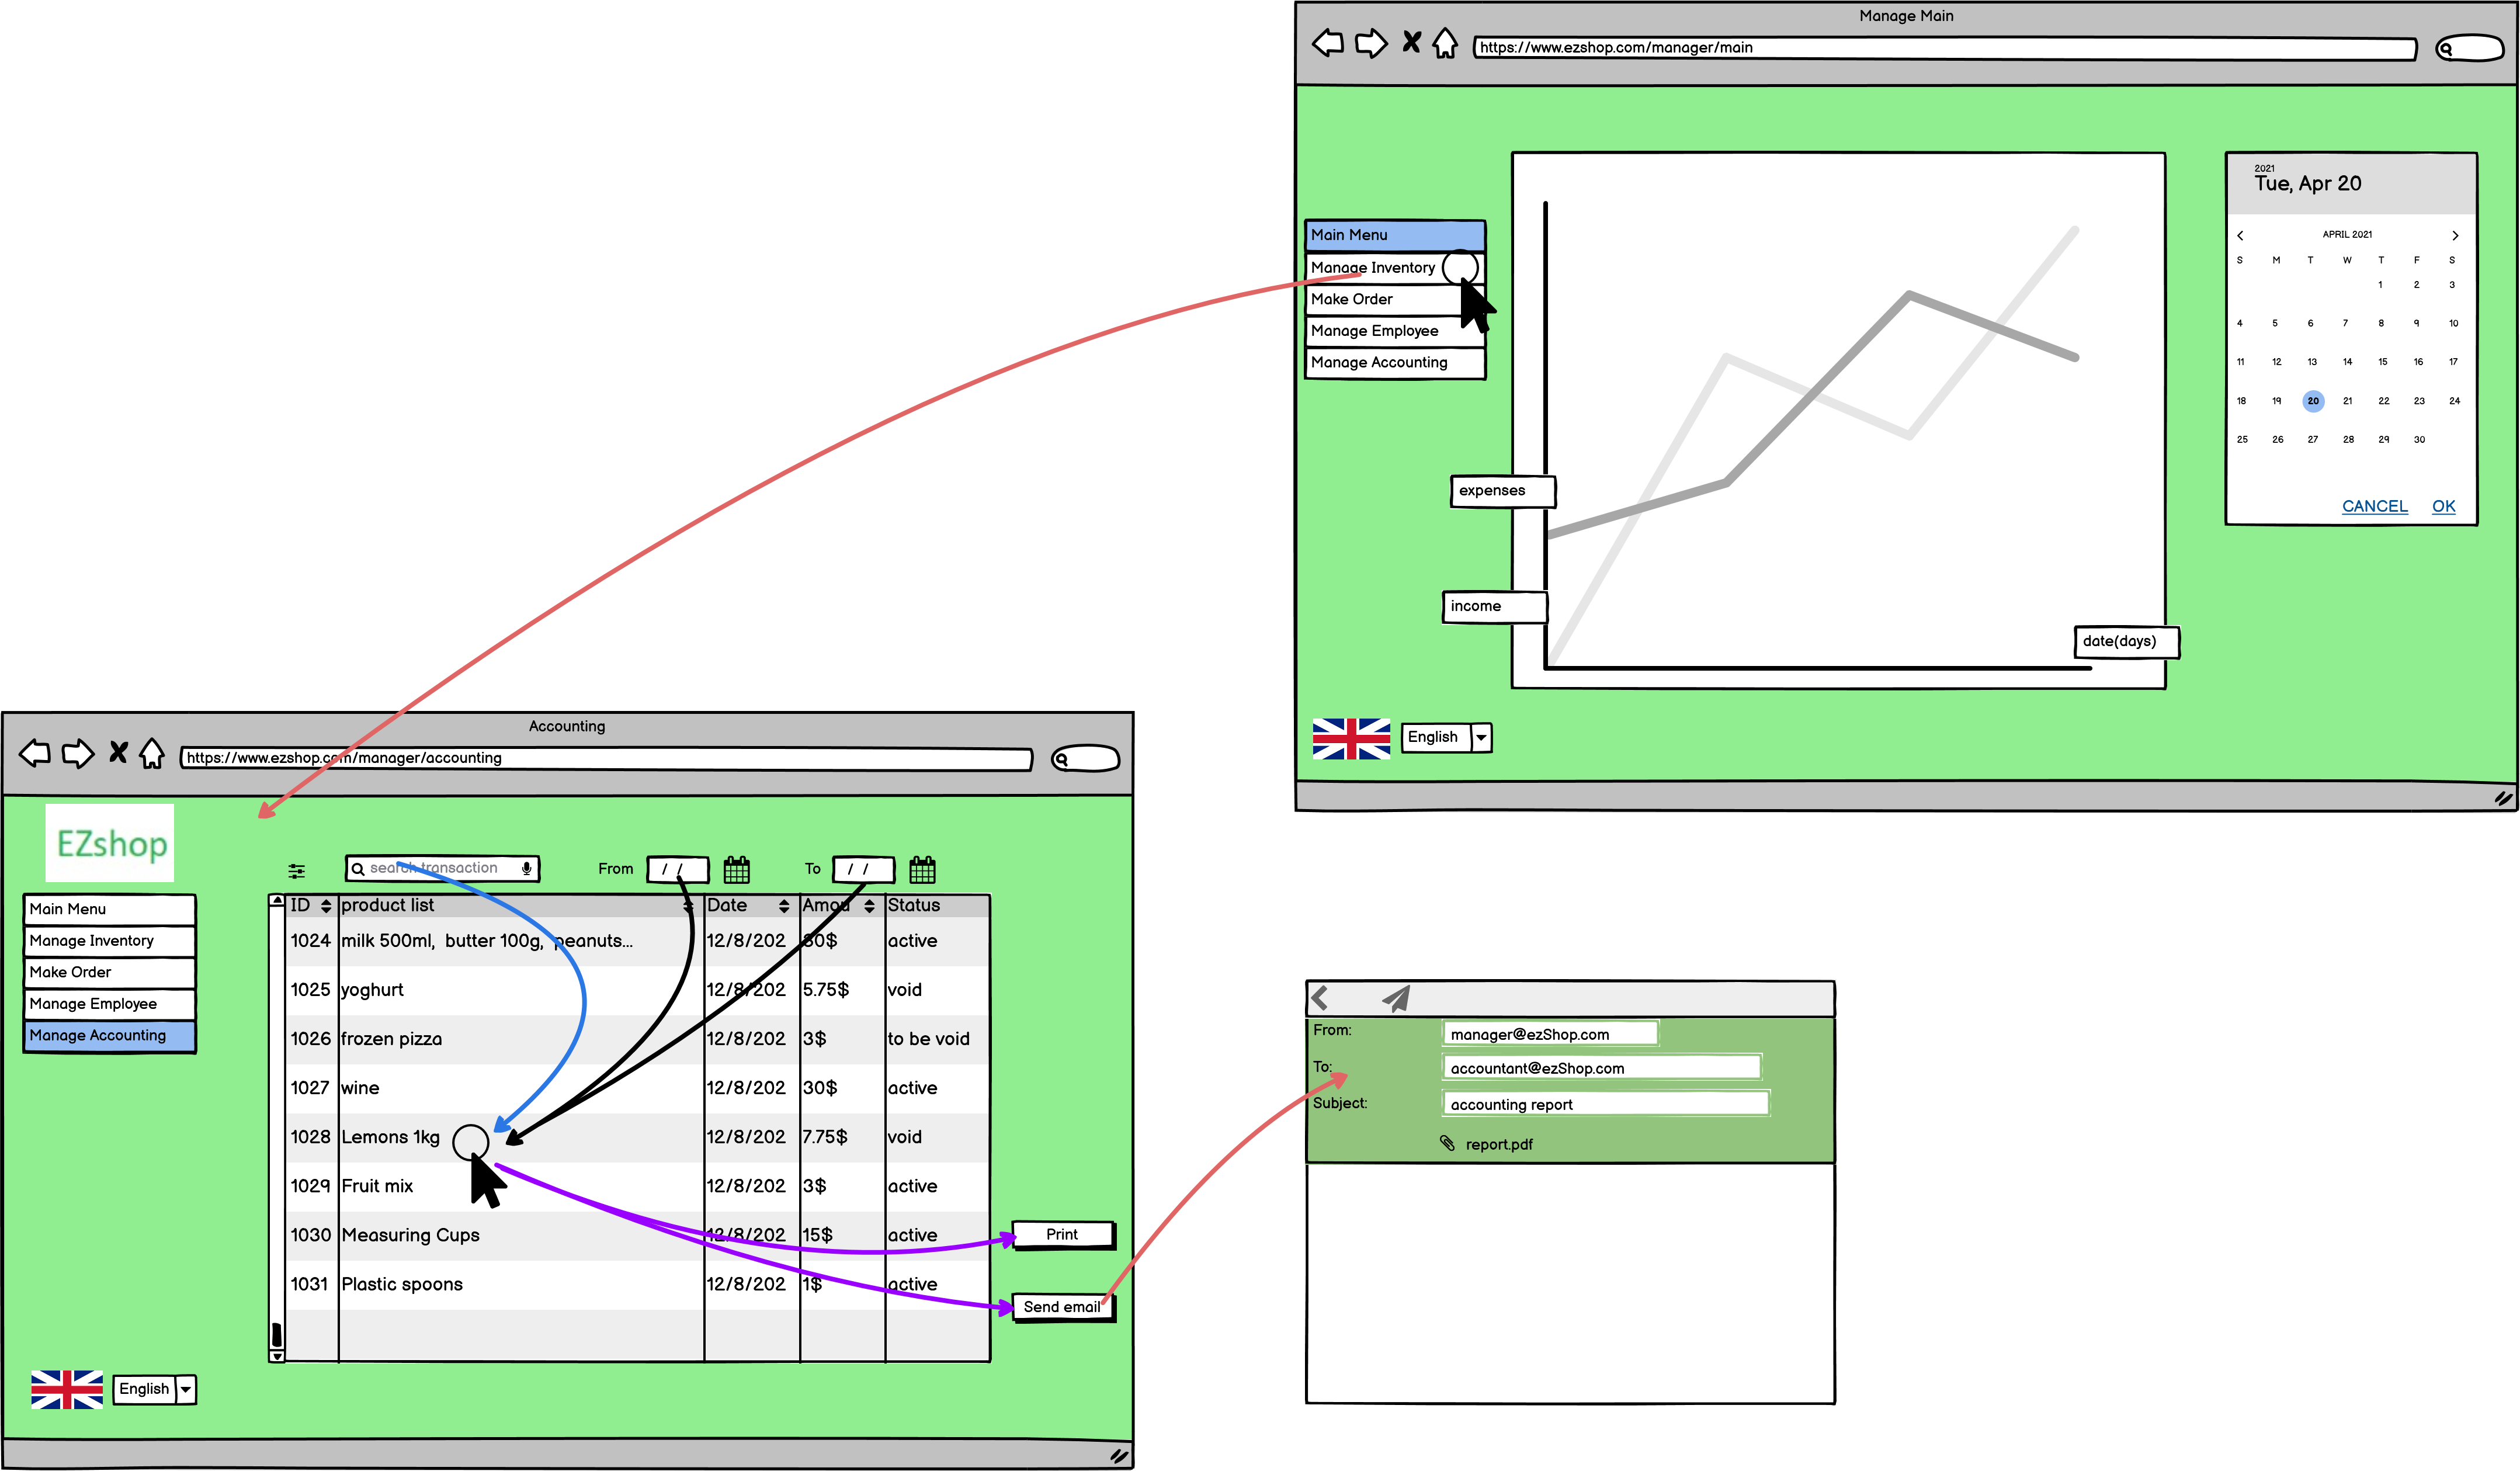 Manage Main
https://www.ezshop.com/manager/main
Main Menu
Manage Inventory
Make Order
Manage Employee
Manage Accounting
expenses
income
date(days)
2021
Tue, Apr 20
APRIL 2021
S M T W T F S
1 2 3
4 5 6 7 8 9 10
11 12 13 14 15 16 17
18 19 20 21 22 23 24
25 26 27 28 29 30
CANCEL OK
English
Accounting
https://www.ezshop.com/manager/accounting
EZshop
Main Menu
Manage Inventory
Make Order
Manage Employee
Manage Accounting
search transaction From / / To / /
ID product list Date Amou Status
1024 milk 500ml, butter 100g, peanuts... 12/8/202 80$ active
1025 yoghurt 12/8/202 5.75$ void
1026 frozen pizza 12/8/202 3$ to be void
1027 wine 12/8/202 30$ active
1028 Lemons 1kg 12/8/202 7.75$ void
1029 Fruit mix 12/8/202 3$ active
1030 Measuring Cups 12/8/202 15$ active
1031 Plastic spoons 12/8/202 1$ active
Print
Send email
English
From: manager@ezShop.com
To: accountant@ezShop.com
Subject: accounting report
report.pdf